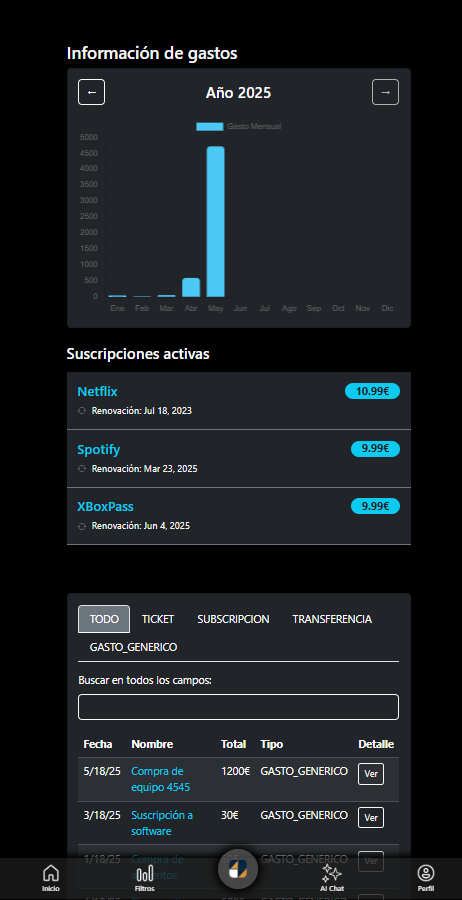 Información de gastos
←
Año 2025
→
Gasto Mensual
5000
4500
4000
3500
3000
2500
2000
1500
1000
500
0
Ene Feb Mar Abr May Jun Jul Ago Sep Oct Nov Dic
Suscripciones activas
Netflix 10.99€
Renovación: Jul 18, 2023
Spotify 9.99€
Renovación: Mar 23, 2025
XBoxPass 9.99€
Renovación: Jun 4, 2025
TODO TICKET SUBSCRIPCION TRANSFERENCIA
GASTO_GENERICO
Buscar en todos los campos:
Fecha Nombre Total Tipo Detalle
5/18/25 Compra de equipo 4545 1200€ GASTO_GENERICO Ver
3/18/25 Suscripción a software 30€ GASTO_GENERICO Ver
1/18/25 Compra de GASTO_GENERICO Ver
Inicio Filtros AI Chat Perfil